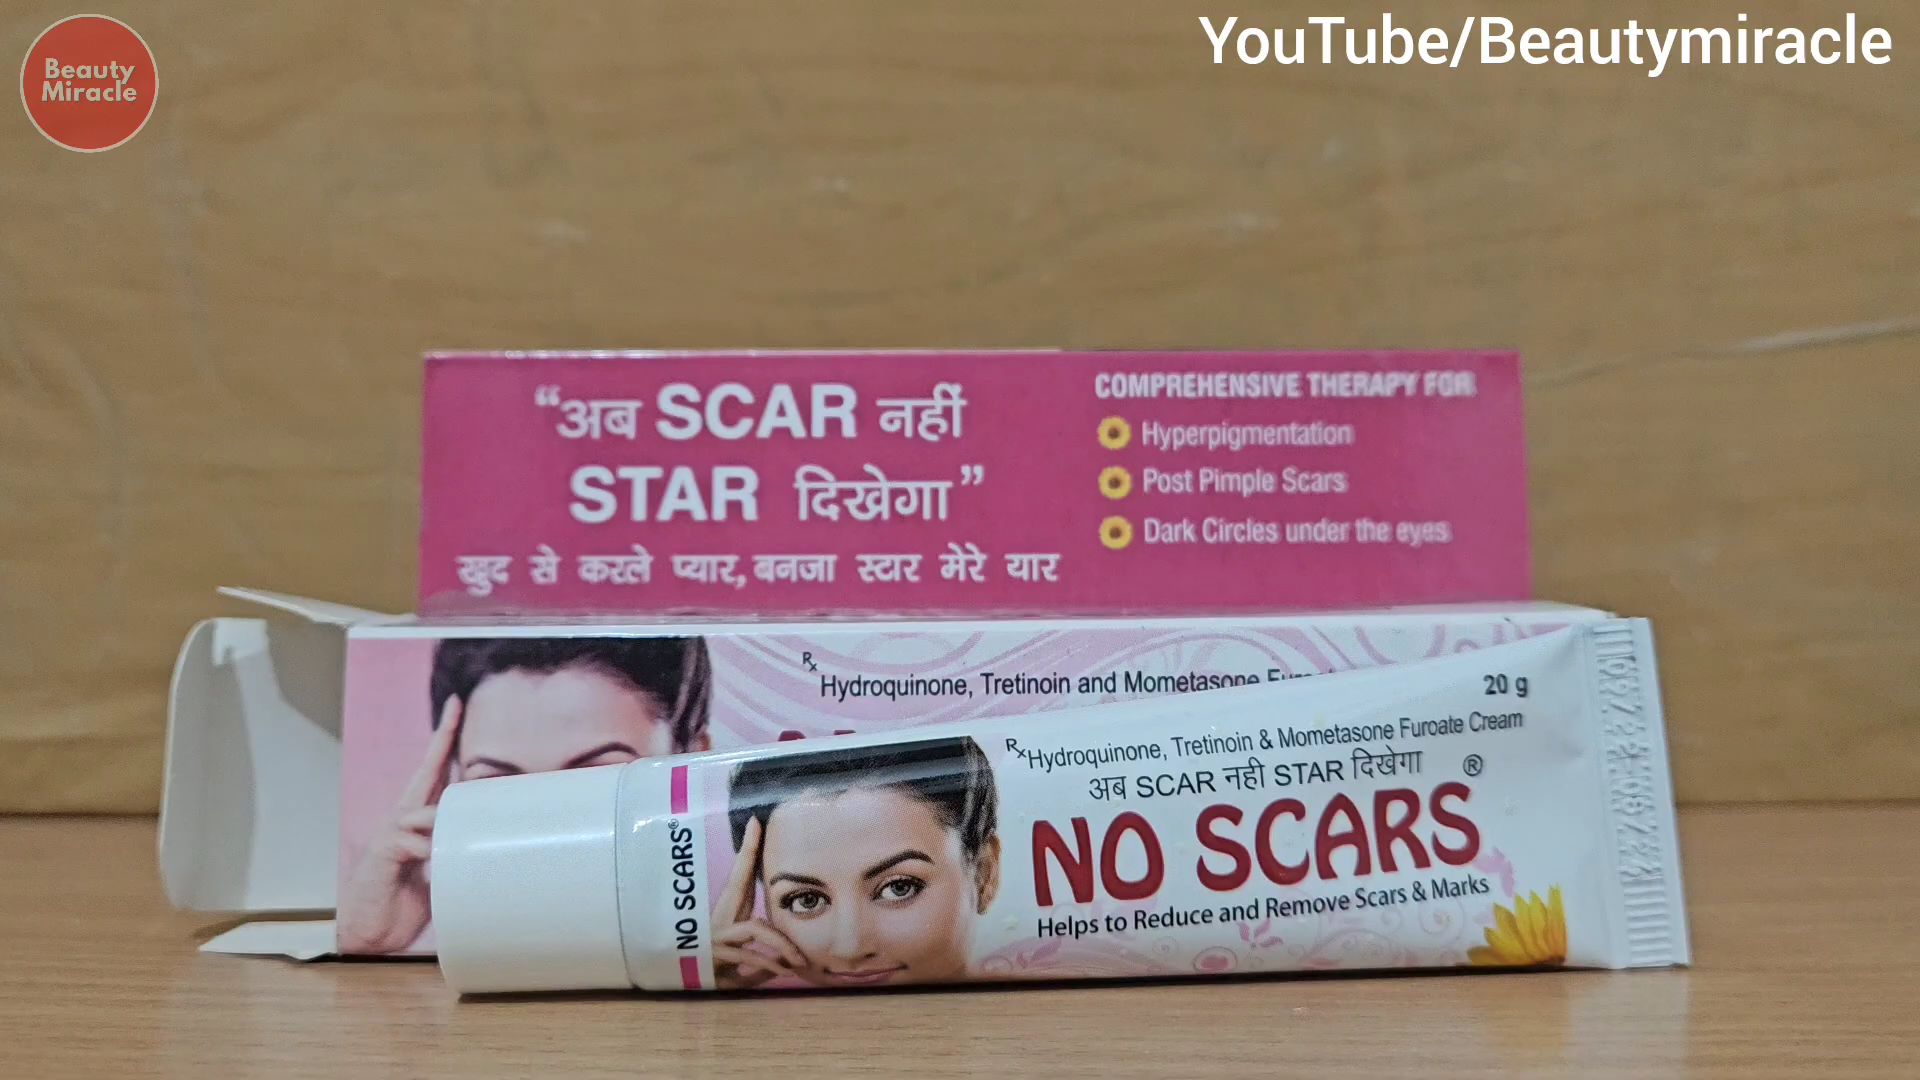 Beauty
Miracle
YouTube/Beautymiracle
“अब SCAR नहीं
STAR दिखेगा”
खुद से करले प्यार, बनजा स्टार मेरे यार
COMPREHENSIVE THERAPY FOR
Hyperpigmentation
Post Pimple Scars
Dark Circles under the eyes
Rx
Hydroquinone, Tretinoin and Mometasone
20 g
Rx Hydroquinone, Tretinoin & Mometasone Furoate Cream
अब SCAR नही STAR दिखेगा
NO SCARS®
Helps to Reduce and Remove Scars & Marks
NO SCARS®